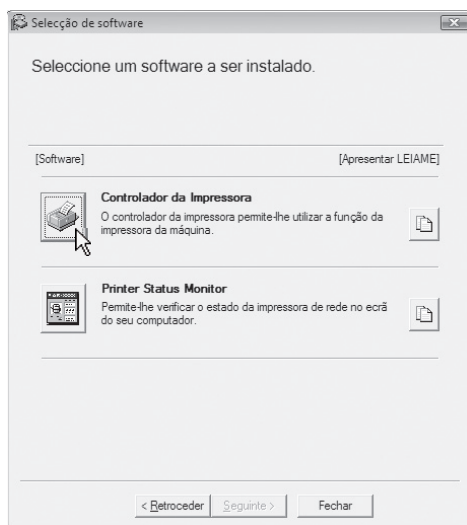 Selecção de software
Seleccione um software a ser instalado.
[Software] [Apresentar LEIAME]
Controlador da Impressora
O controlador da impressora permite-lhe utilizar a função da
impressora da máquina.
Printer Status Monitor
Permite-lhe verificar o estado da impressora de rede no ecrã
do seu computador.
< Retroceder Seguinte > Fechar